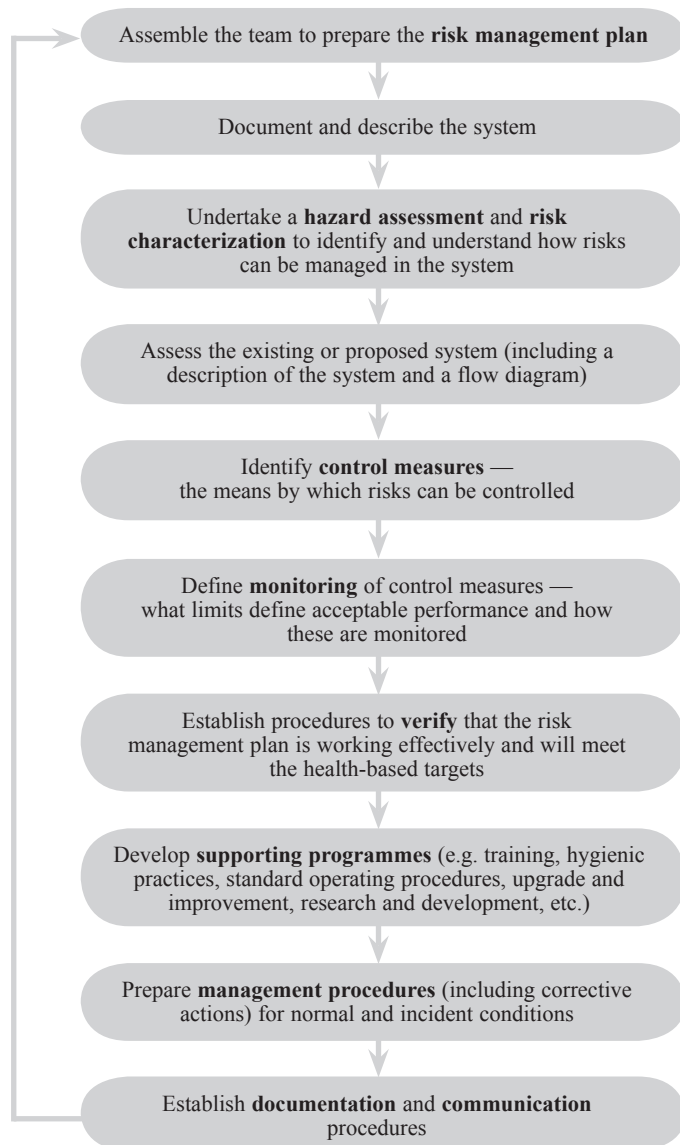 Assemble the team to prepare the risk management plan
Document and describe the system
Undertake a hazard assessment and risk
characterization to identify and understand how risks
can be managed in the system
Assess the existing or proposed system (including a
description of the system and a flow diagram)
Identify control measures —
the means by which risks can be controlled
Define monitoring of control measures —
what limits define acceptable performance and how
these are monitored
Establish procedures to verify that the risk
management plan is working effectively and will meet
the health-based targets
Develop supporting programmes (e.g. training, hygienic
practices, standard operating procedures, upgrade and
improvement, research and development, etc.)
Prepare management procedures (including corrective
actions) for normal and incident conditions
Establish documentation and communication
procedures